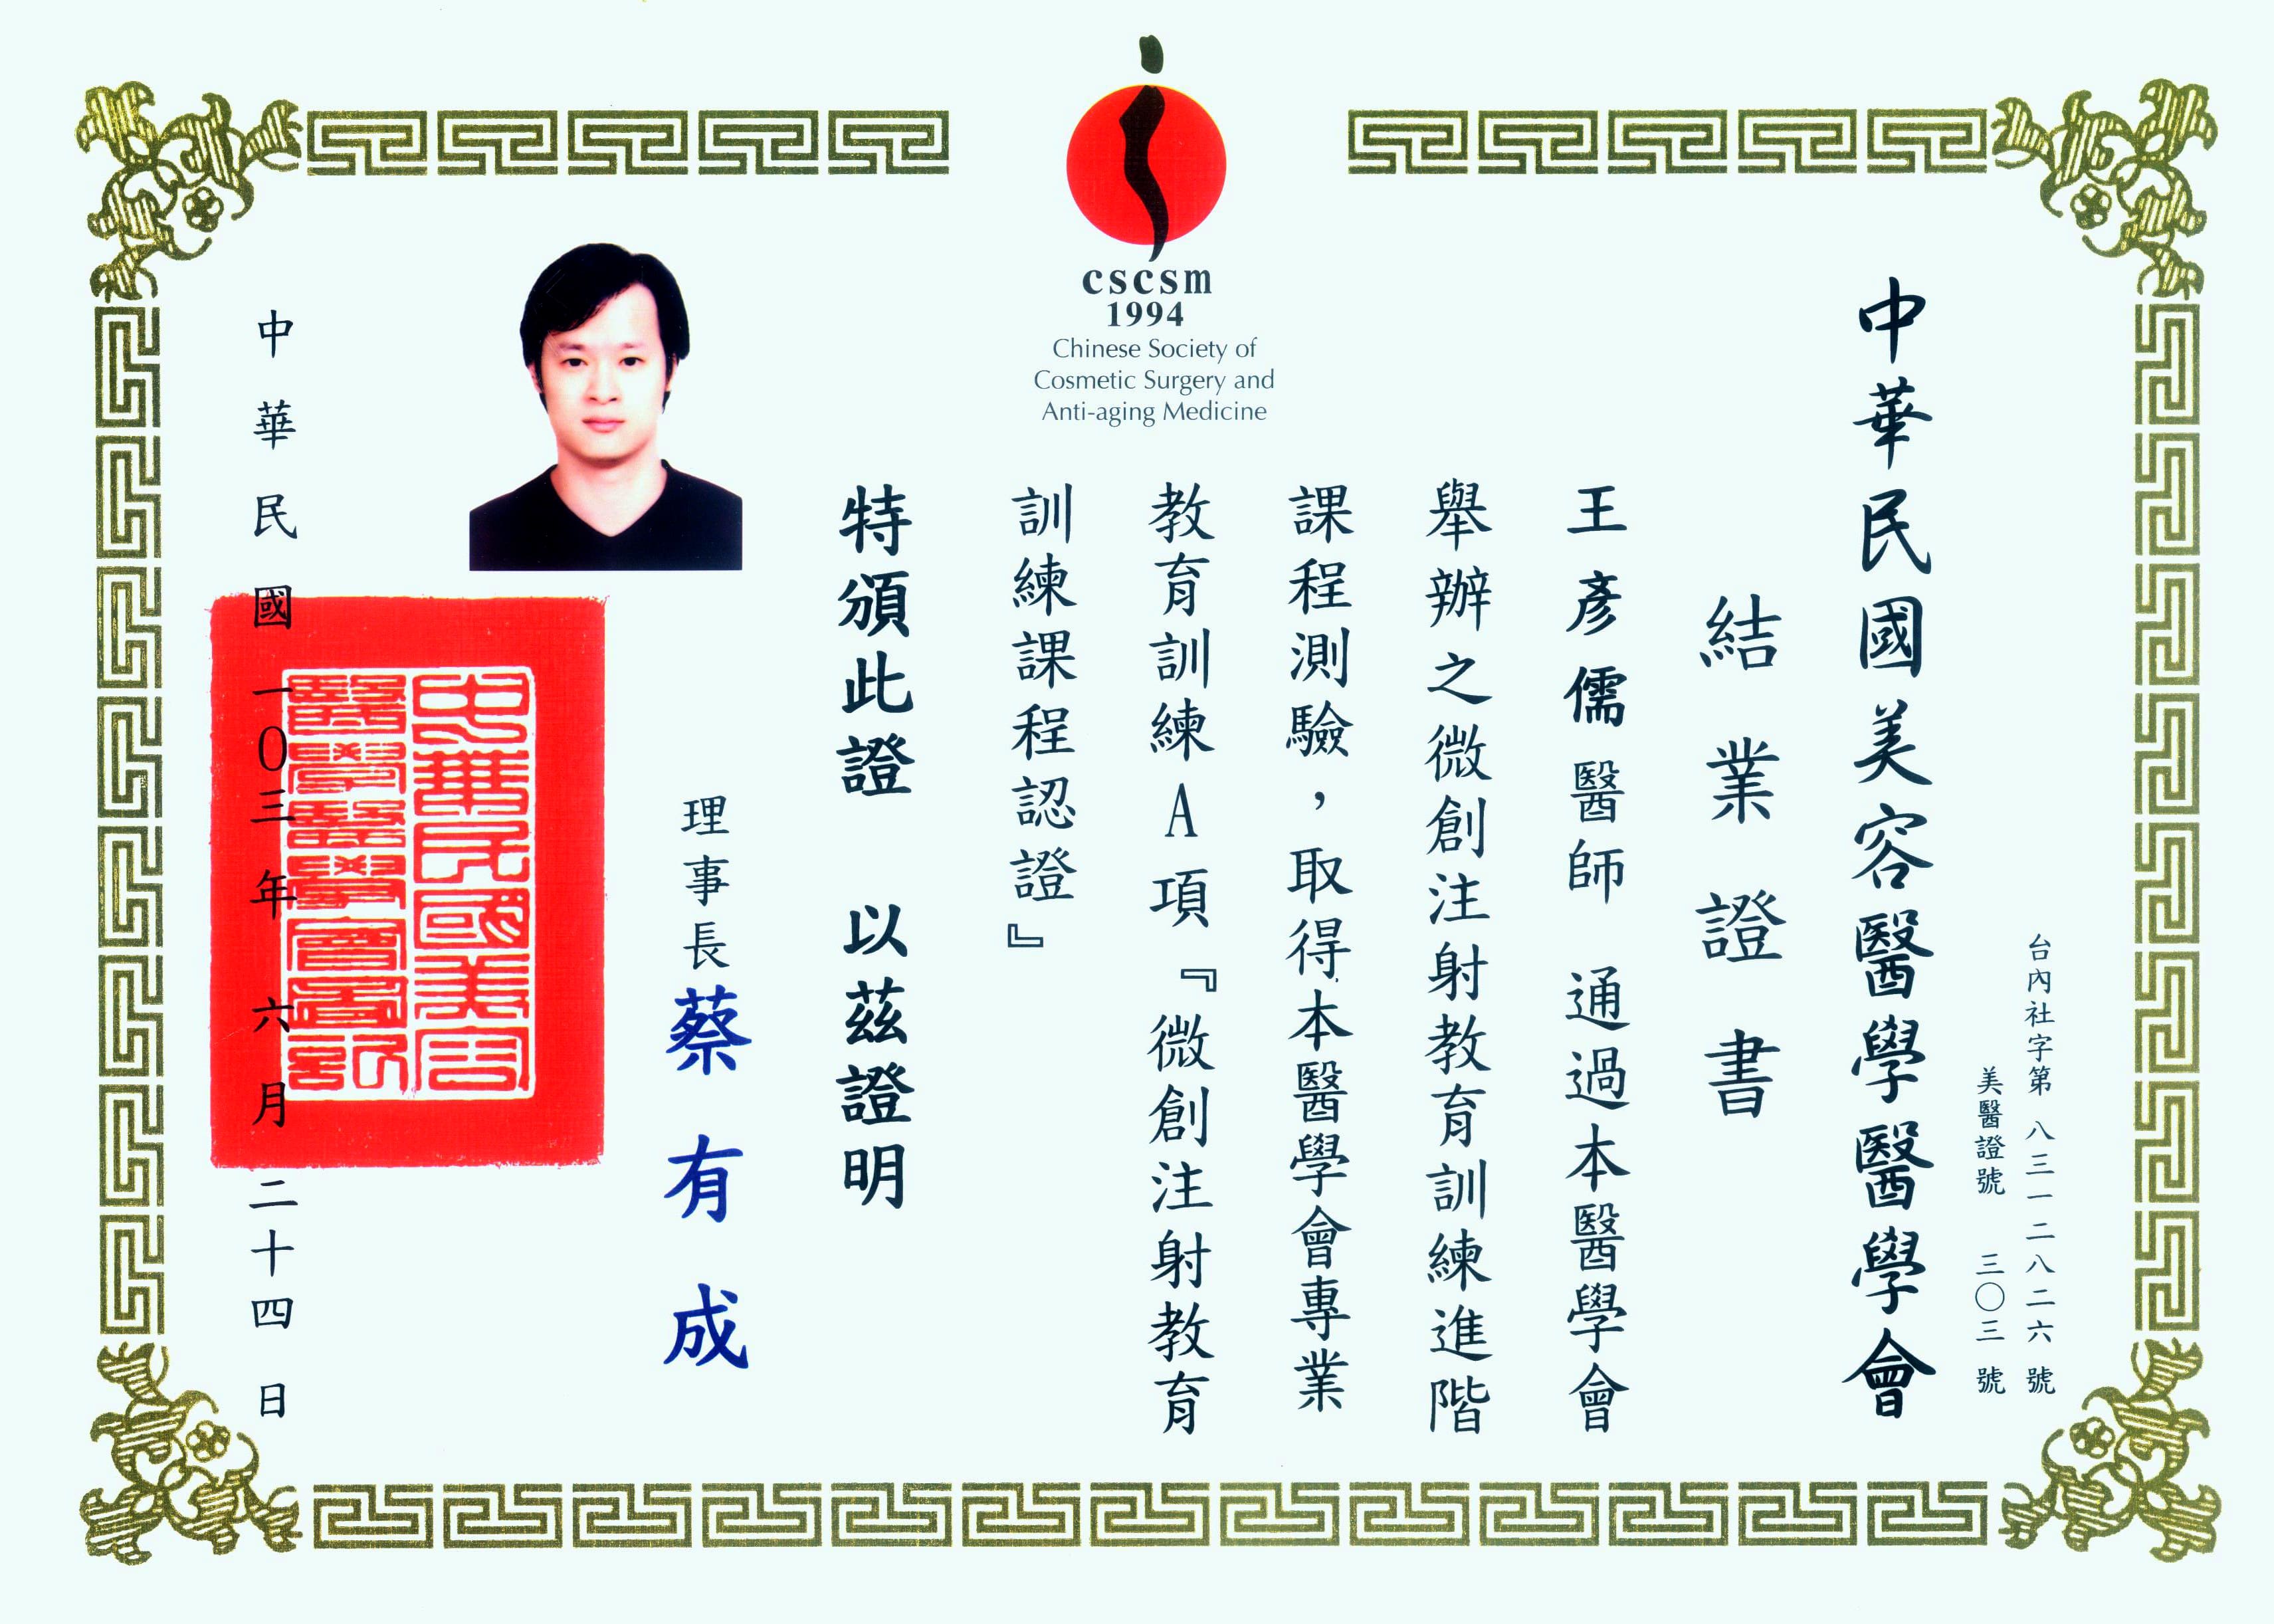 cscsm
1994
Chinese Society of
Cosmetic Surgery and
Anti-aging Medicine
台內社字第 八三一二八二六 號
美醫證號 三〇三 號
中華民國美容醫學醫學會
結業證書
王彥儒醫師 通過本醫學會
舉辦之微創注射教育訓練進階
課程測驗，取得本醫學會專業
教育訓練A項『微創注射教育
訓練課程認證』
特頒此證 以茲證明
理事長蔡有成
中華民國美容
醫學醫學會圖記
中華民國一0三年六月二十四日